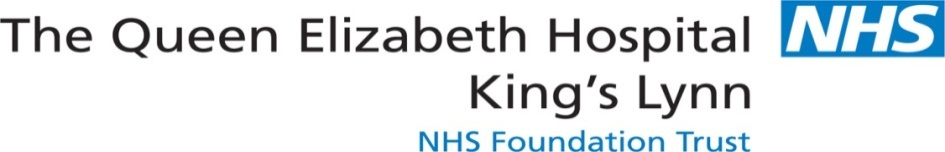 The Queen Elizabeth Hospital NHS
King's Lynn
NHS Foundation Trust